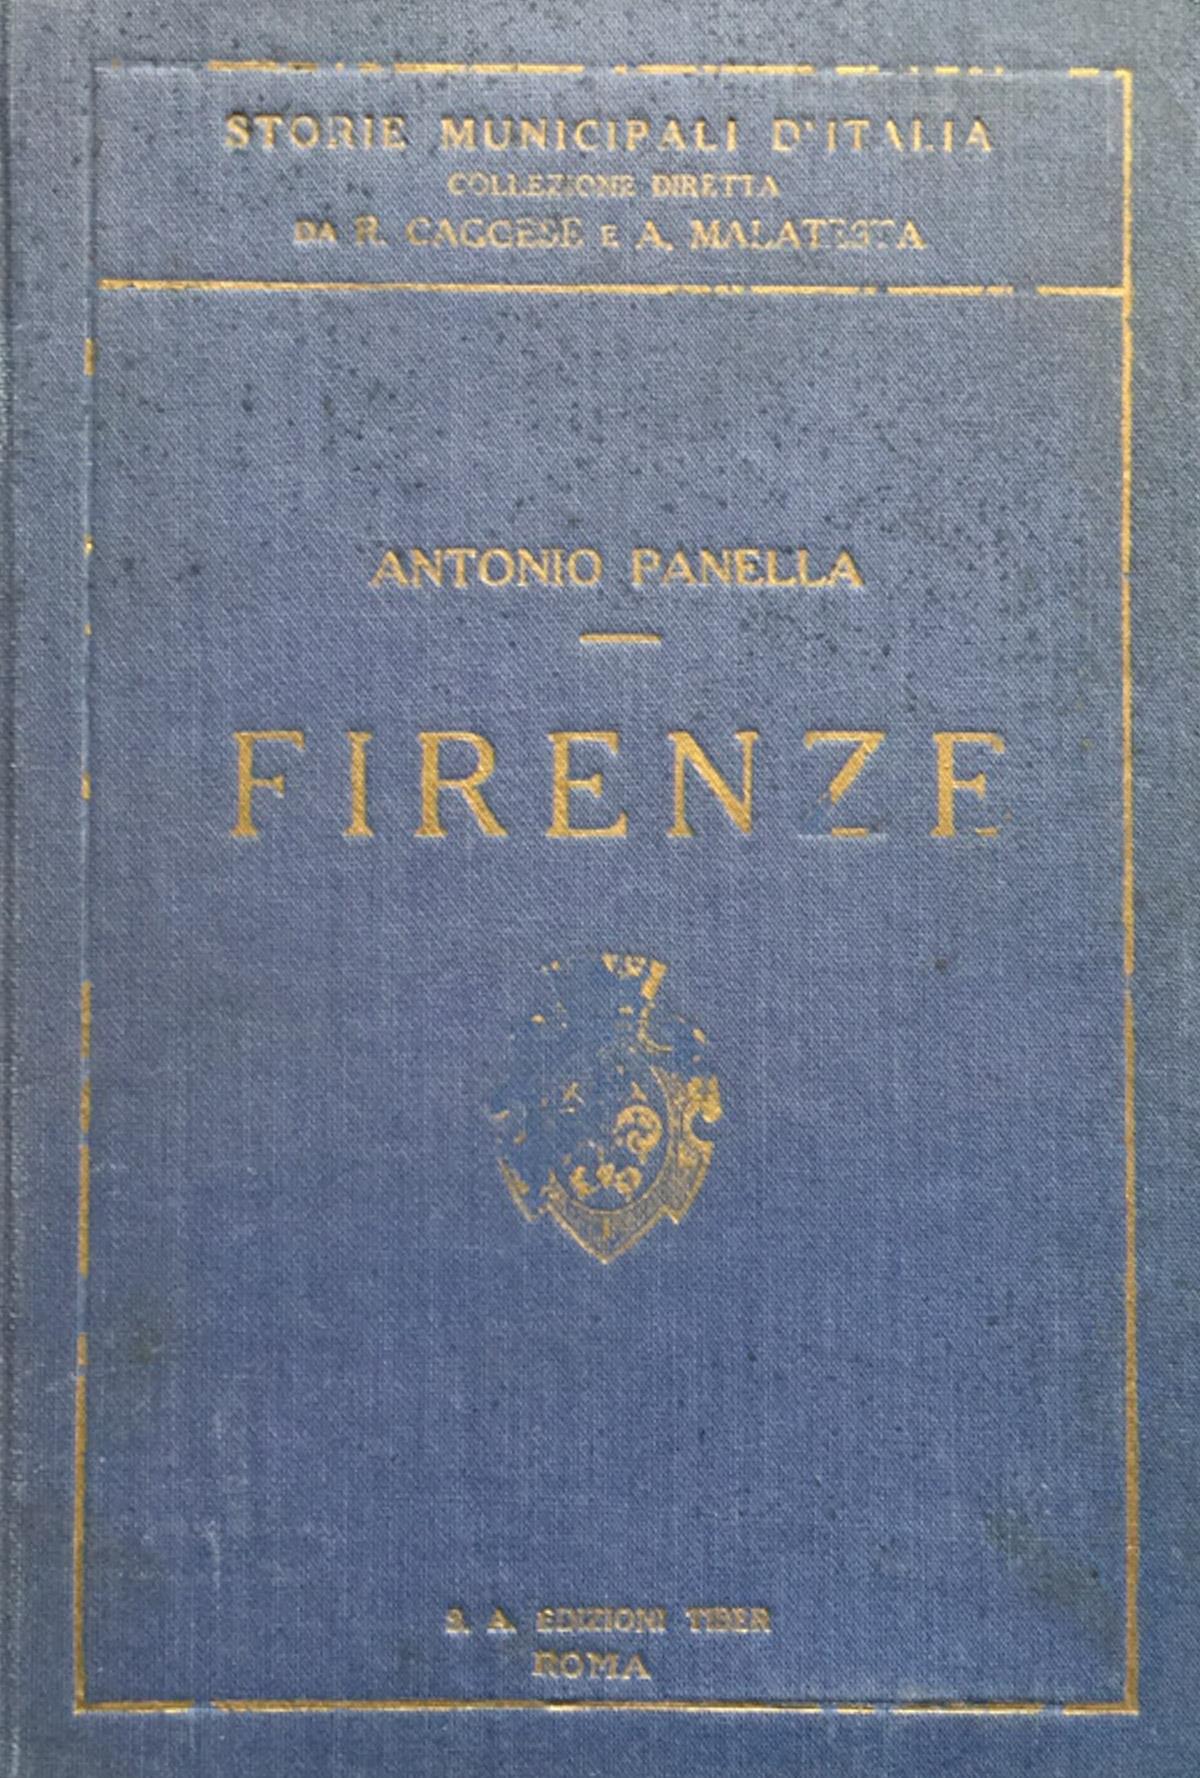 STORIE MUNICIPALI D'ITALIA
COLLEZIONE DIRETTA
DA R. CAGGESE E A. MALATESTA
ANTONIO PANELLA
FIRENZE
S. A. EDIZIONI TIBER
ROMA